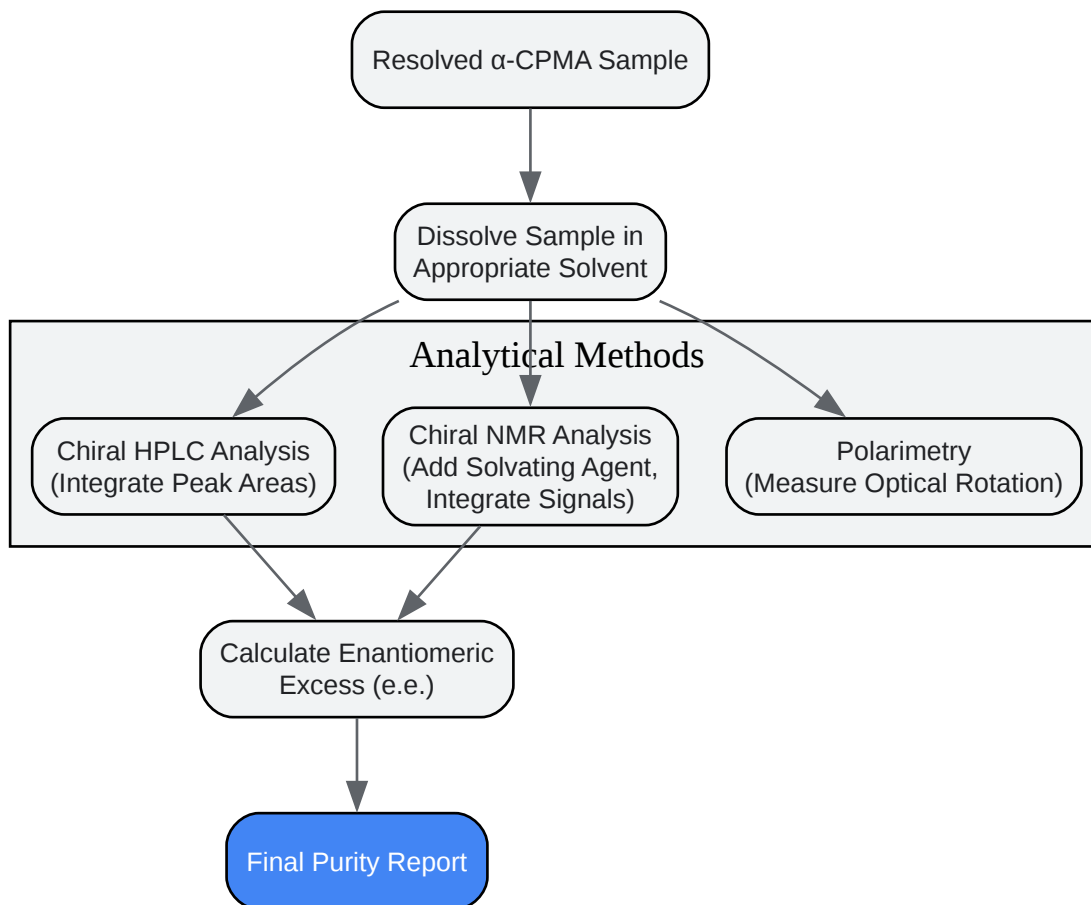 Resolved α-CPMA Sample
Dissolve Sample in
Appropriate Solvent
Analytical Methods
Chiral HPLC Analysis
(Integrate Peak Areas)
Chiral NMR Analysis
(Add Solvating Agent,
Integrate Signals)
Polarimetry
(Measure Optical Rotation)
Calculate Enantiomeric
Excess (e.e.)
Final Purity Report